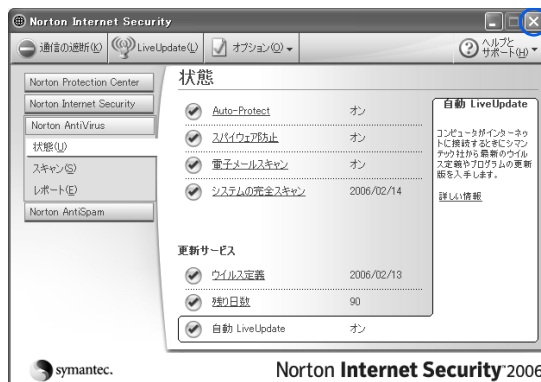 Norton Internet Security
通信の遮断(K) LiveUpdate(L) オプション(O) ヘルプと サポート(H)
Norton Protection Center
Norton Internet Security
Norton AntiVirus
状態(U)
スキャン(S)
レポート(E)
Norton AntiSpam
状態
Auto-Protect オン
スパイウェア防止 オン
電子メールスキャン オン
システムの完全スキャン 2006/02/14
更新サービス
ウイルス定義 2006/02/13
残り日数 90
自動 LiveUpdate オン
自動 LiveUpdate
コンピュータがインターネッ
トに接続するときにシマン
テック社から最新のウイル
ス定義やプログラムの更新
版を入手します。
詳しい情報
symantec.
Norton Internet Security 2006